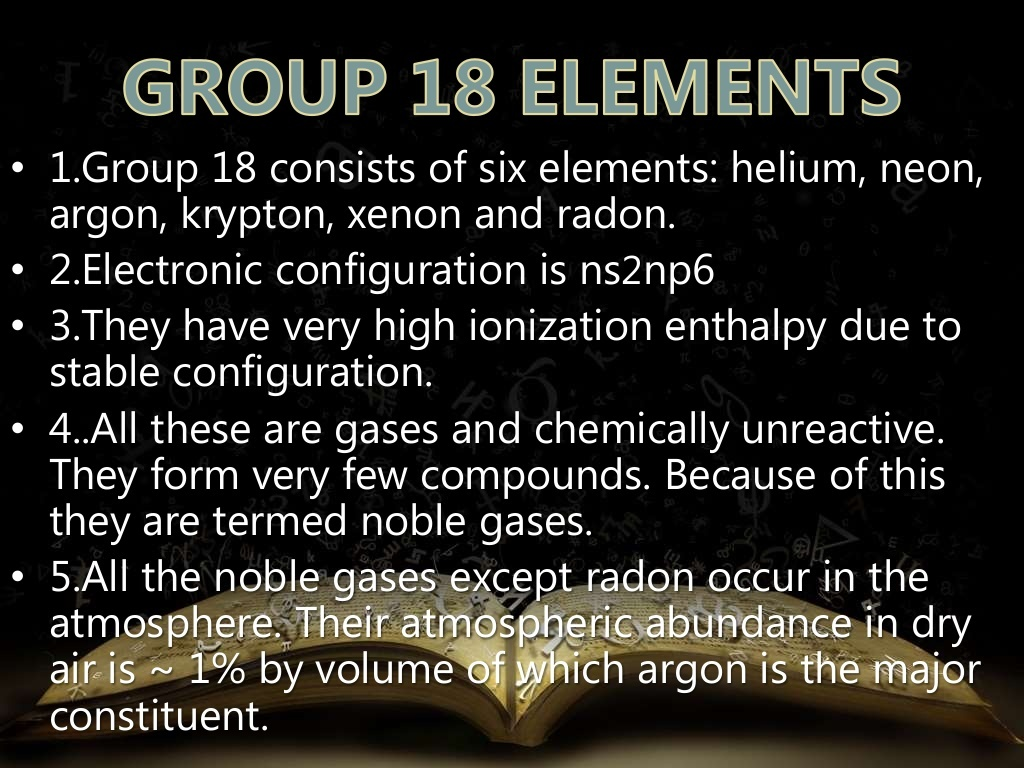 GROUP 18 ELEMENTS
• 1.Group 18 consists of six elements: helium, neon,
argon, krypton, xenon and radon.
• 2.Electronic configuration is ns2np6
• 3.They have very high ionization enthalpy due to
stable configuration.
• 4..All these are gases and chemically unreactive.
They form very few compounds. Because of this
they are termed noble gases.
• 5.All the noble gases except radon occur in the
atmosphere. Their atmospheric abundance in dry
air is ~ 1% by volume of which argon is the major
constituent.